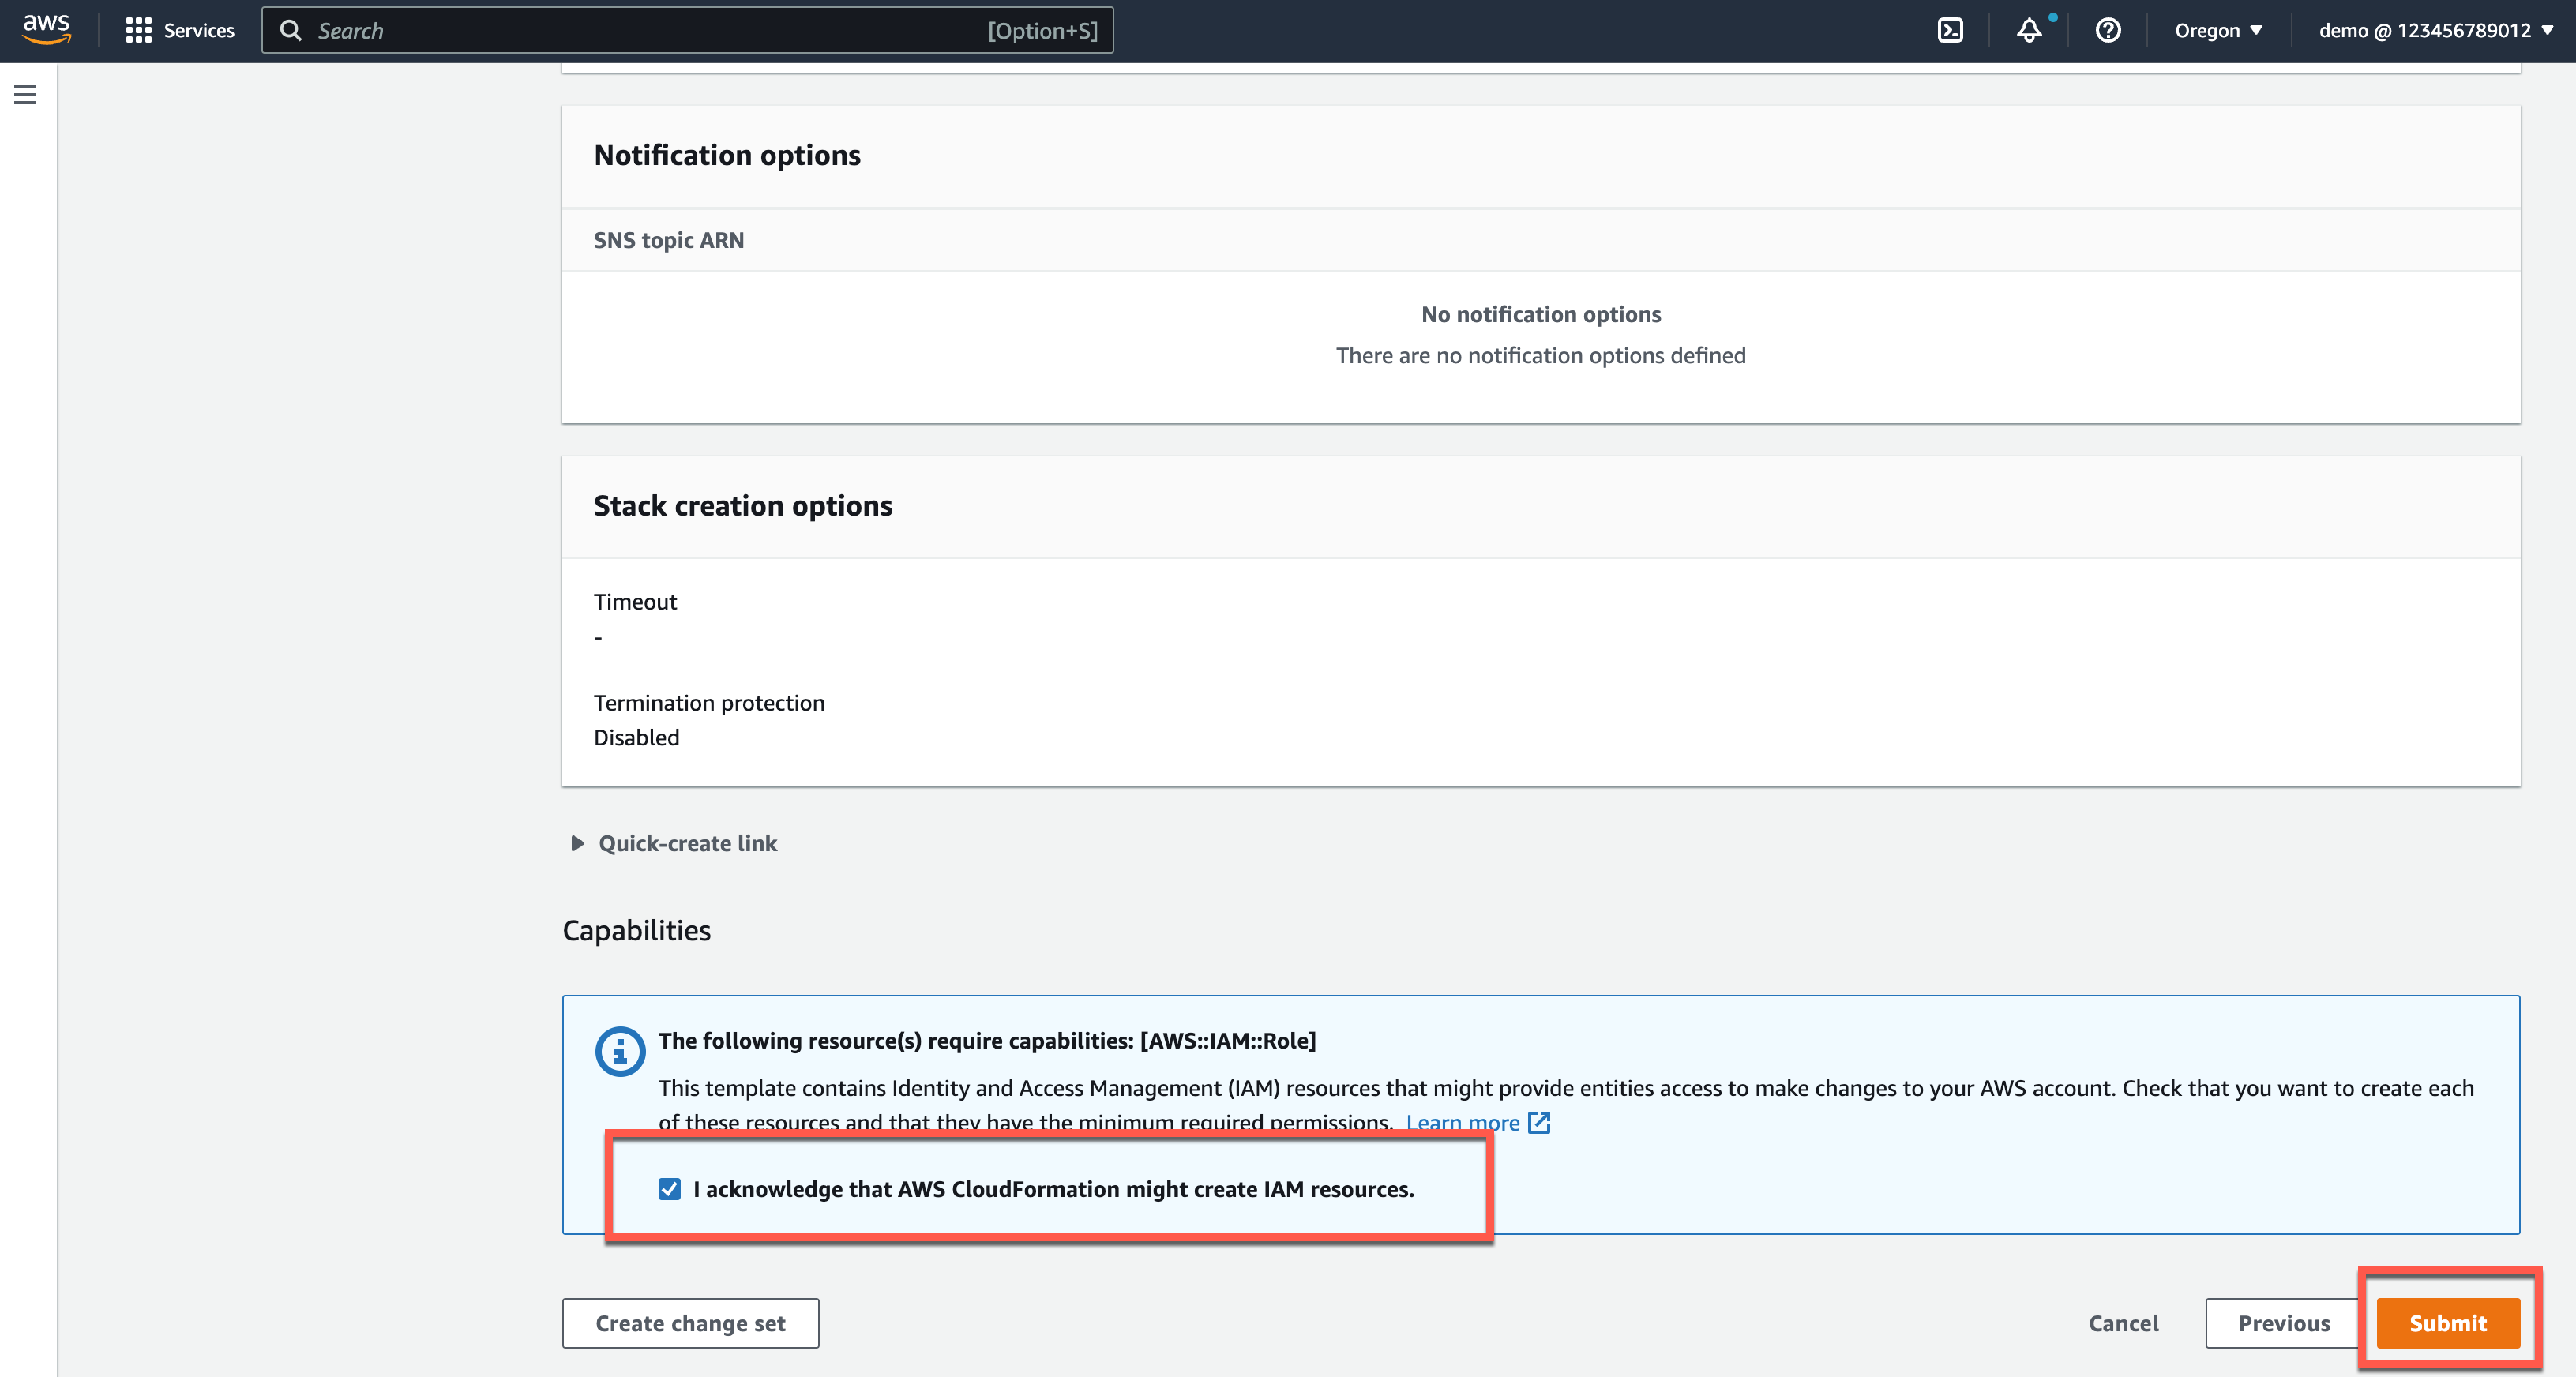 aws
Services
Search
[Option+S]
Oregon
demo @ 123456789012
Notification options
SNS topic ARN
No notification options
There are no notification options defined
Stack creation options
Timeout
-
Termination protection
Disabled
Quick-create link
Capabilities
The following resource(s) require capabilities: [AWS::IAM::Role]
This template contains Identity and Access Management (IAM) resources that might provide entities access to make changes to your AWS account. Check that you want to create each
of these resources and that they have the minimum required permissions. Learn more
I acknowledge that AWS CloudFormation might create IAM resources.
Create change set
Cancel
Previous
Submit